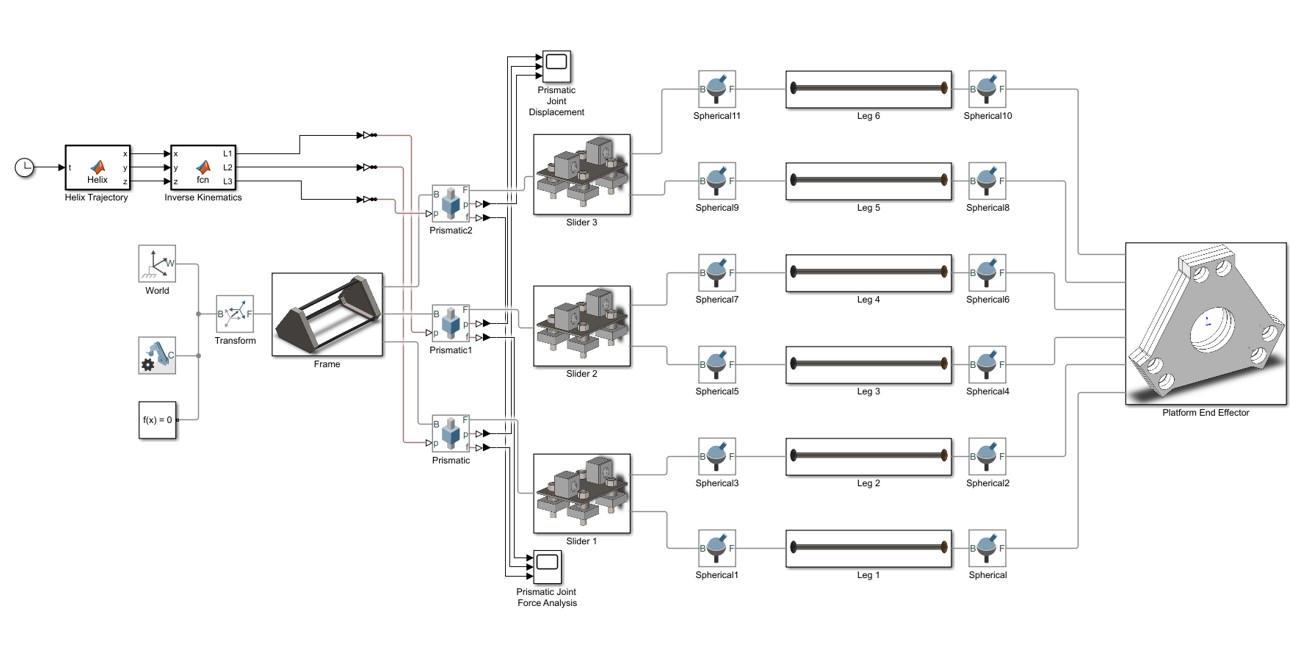 Prismatic
Joint
Displacement
B F
Spherical11
Leg 6
B F
Spherical10
t
Helix
x
y
z
Helix Trajectory
x
y
z
fcn
L1
L2
L3
Inverse Kinematics
B
F
p
p
f
Prismatic2
Slider 3
B F
Spherical9
Leg 5
B F
Spherical8
W
World
B F
Transform
C
f(x) = 0
Frame
B
F
p
p
f
Prismatic1
Slider 2
B F
Spherical7
Leg 4
B F
Spherical6
B F
Spherical5
Leg 3
B F
Spherical4
Platform End Effector
B
F
p
p
f
Prismatic
Slider 1
B F
Spherical3
Leg 2
B F
Spherical2
B F
Spherical1
Leg 1
B F
Spherical
Prismatic Joint
Force Analysis